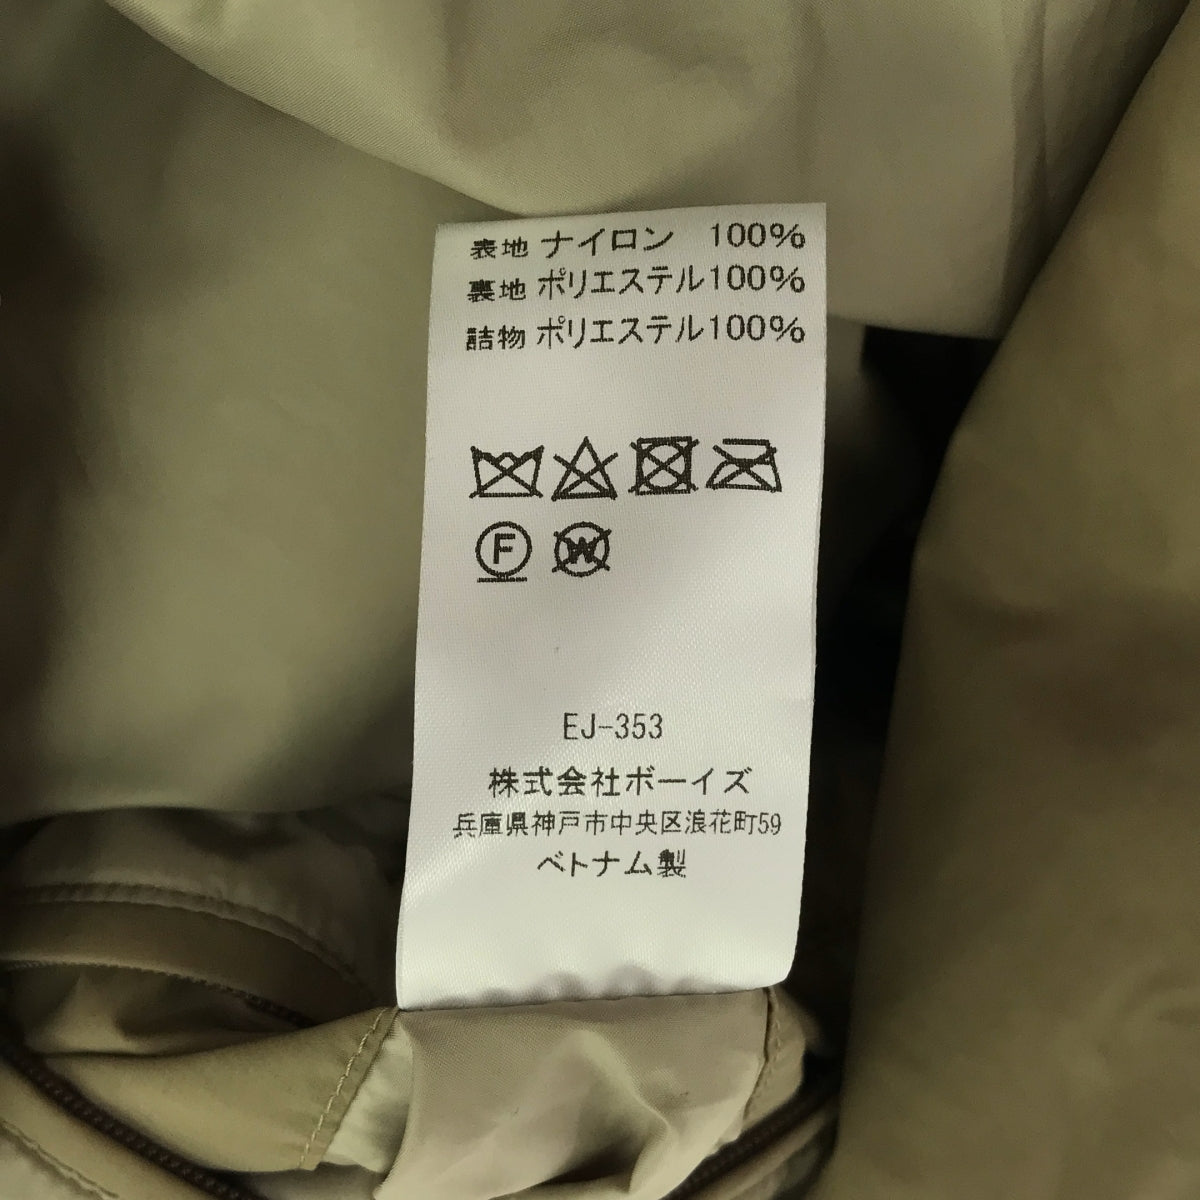 表地 ナイロン 100%
裏地 ポリエステル100%
詰物 ポリエステル100%
F W
EJ-353
株式会社ボーイズ
兵庫県神戸市中央区浪花町59
ベトナム製